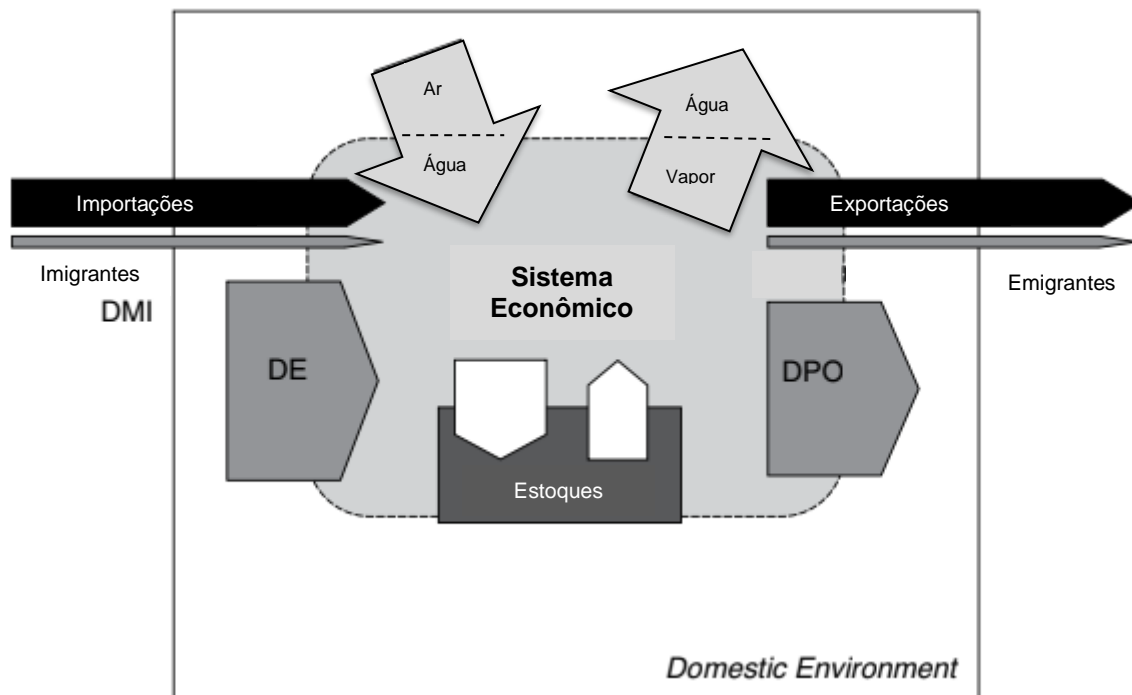 Ar
Água
Água
Vapor
Importações
Exportações
Imigrantes
Sistema
Econômico
Emigrantes
DMI
DE
DPO
Estoques
Domestic Environment